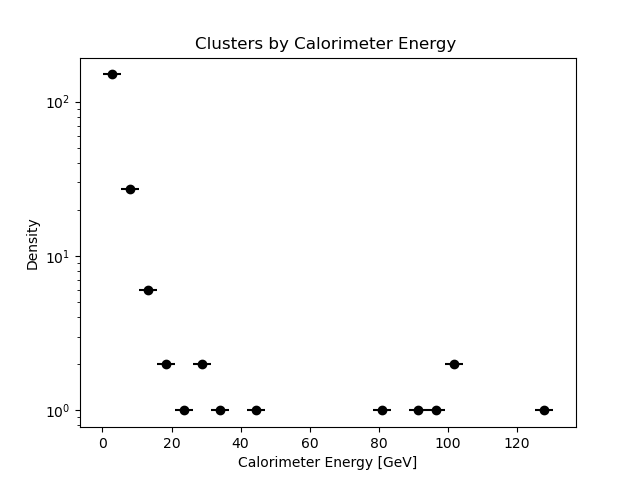 Clusters by Calorimeter Energy
10²
10¹
10⁰
Density
0 20 40 60 80 100 120
Calorimeter Energy [GeV]